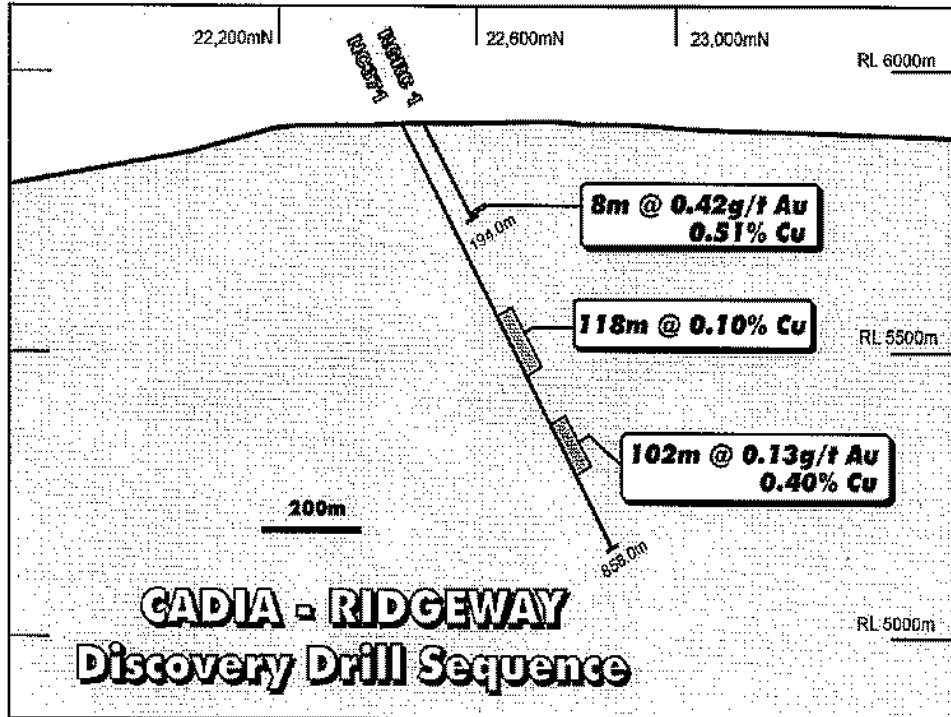 22,200mN
22,600mN
23,000mN
RL 6000m
NC371
8m @ 0.42g/t Au
0.51% Cu
194.0m
118m @ 0.10% Cu
RL 5500m
102m @ 0.13g/t Au
0.40% Cu
200m
858.0m
CADIA - RIDGEWAY
RL 5000m
Discovery Drill Sequence